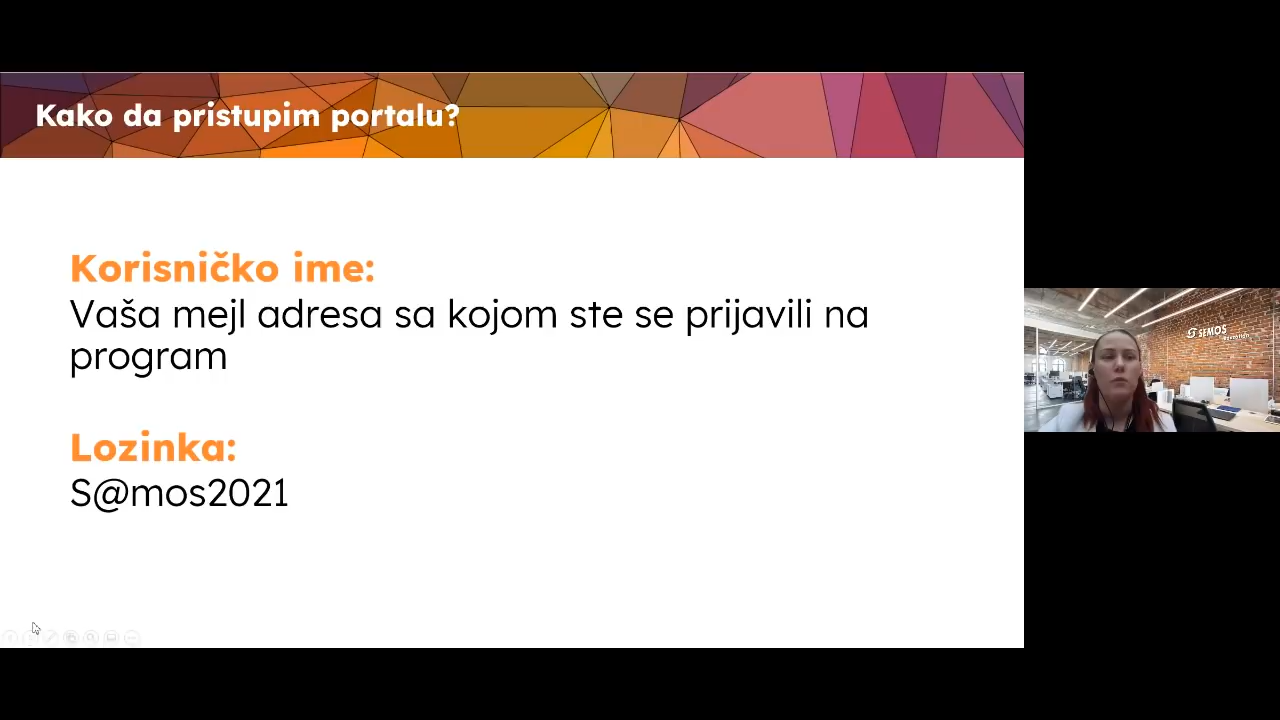 Kako da pristupim portalu?
Korisničko ime:
Vaša mejl adresa sa kojom ste se prijavili na
program
Lozinka:
S@mos2021
SEMOS
education